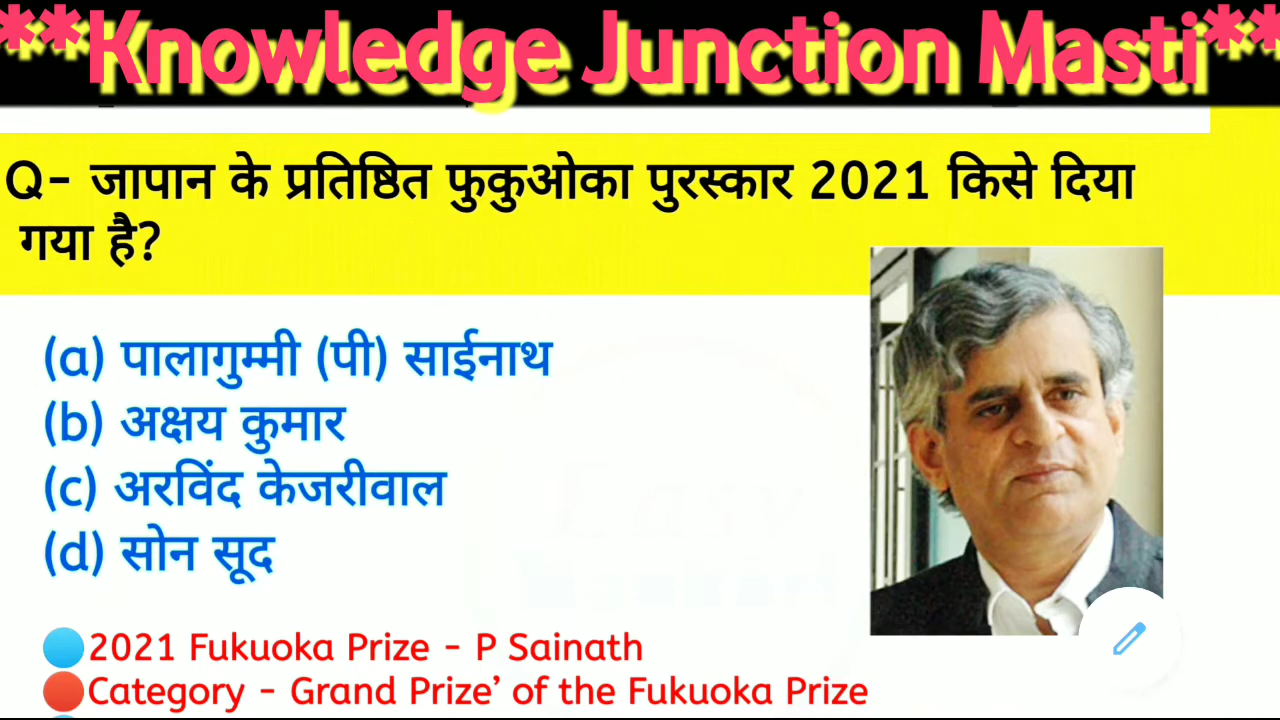 **Knowledge Junction Masti**
Q- जापान के प्रतिष्ठित फुकुओका पुरस्कार 2021 किसे दिया
गया है?
(a) पालागुम्मी (पी) साईनाथ
(b) अक्षय कुमार
(c) अरविंद केजरीवाल
(d) सोन सूद
2021 Fukuoka Prize - P Sainath
Category - Grand Prize’ of the Fukuoka Prize